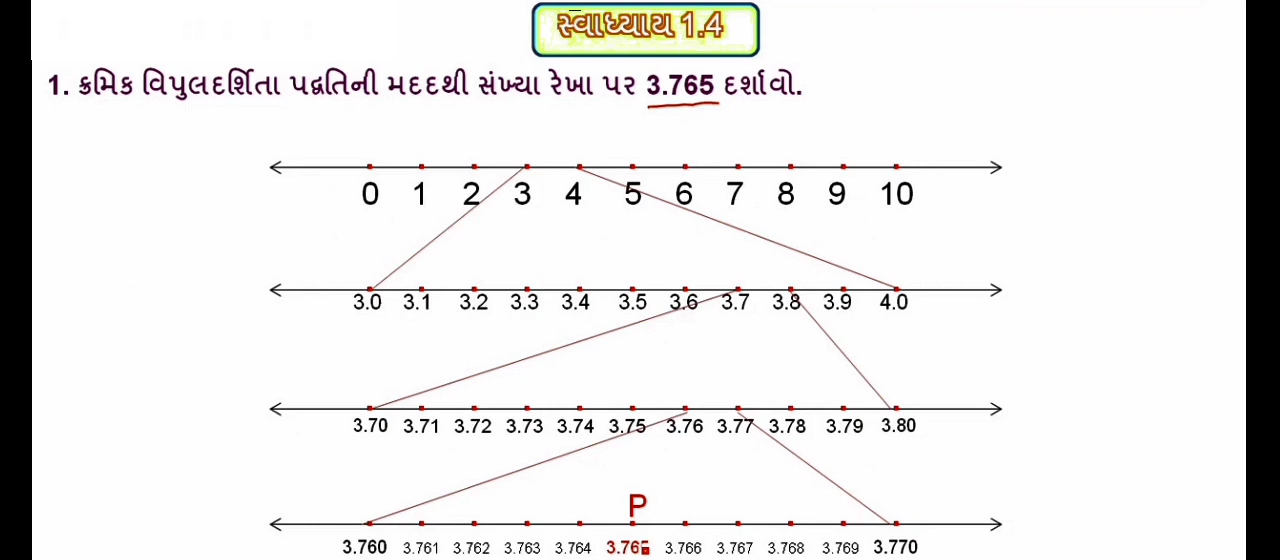 સ્વાધ્યાય 1.4
1. ક્રમિક વિપુલદર્શિતા પદ્વતિની મદદથી સંખ્યા રેખા પર 3.765 દર્શાવો.
0 1 2 3 4 5 6 7 8 9 10
3.0 3.1 3.2 3.3 3.4 3.5 3.6 3.7 3.8 3.9 4.0
3.70 3.71 3.72 3.73 3.74 3.75 3.76 3.77 3.78 3.79 3.80
P
3.760 3.761 3.762 3.763 3.764 3.765 3.766 3.767 3.768 3.769 3.770